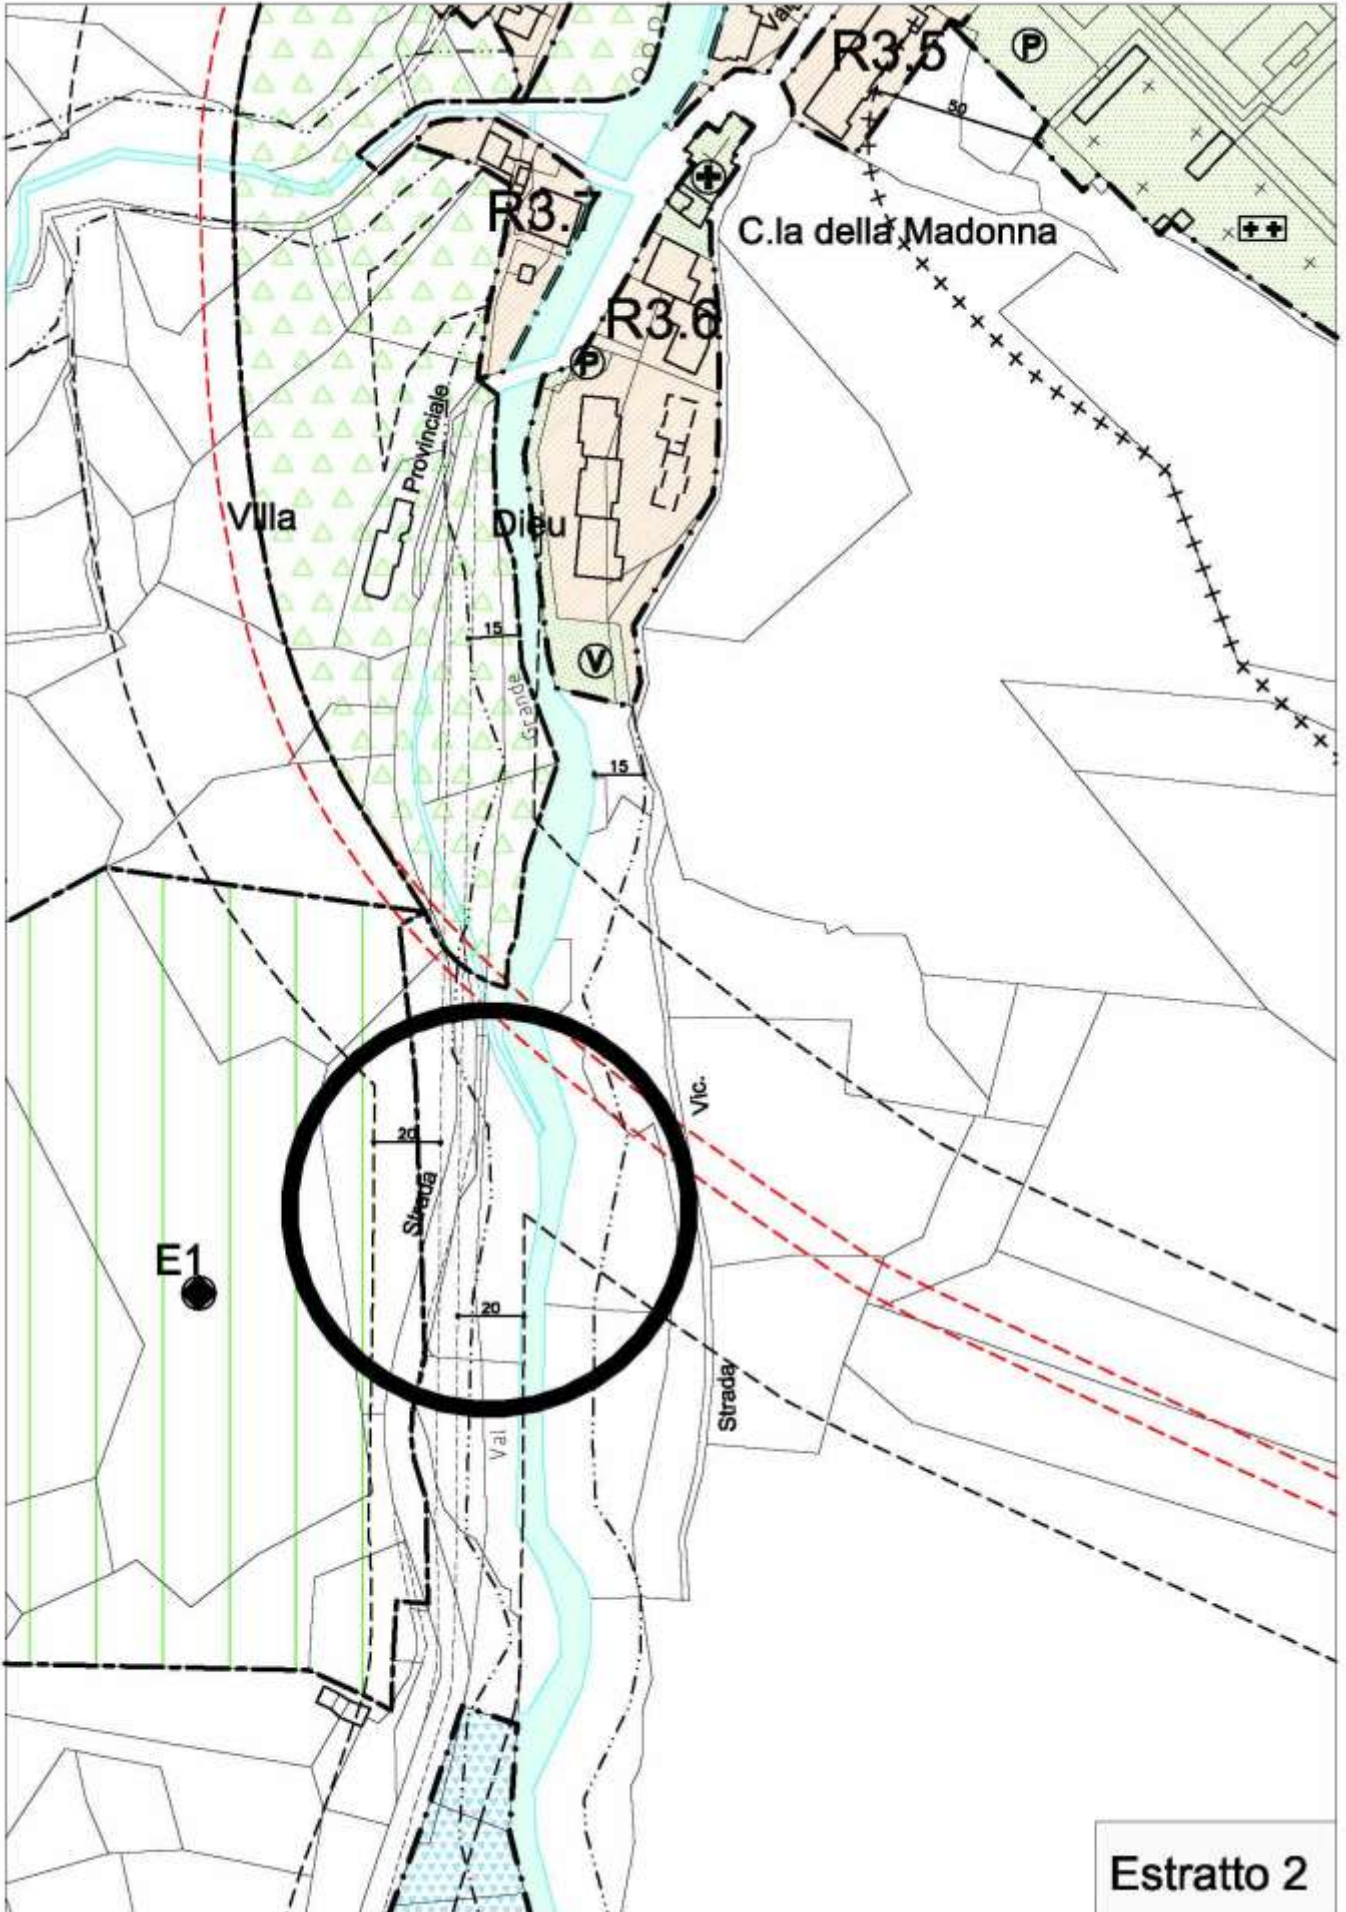 Val
R3.5
P
50
R3.7
C.la della Madonna
R3.6
P
Provinciale
Villa
Dieu
15
V
Grande
15
Vic.
20
Strada
E1
20
Strada
Val
Estratto 2